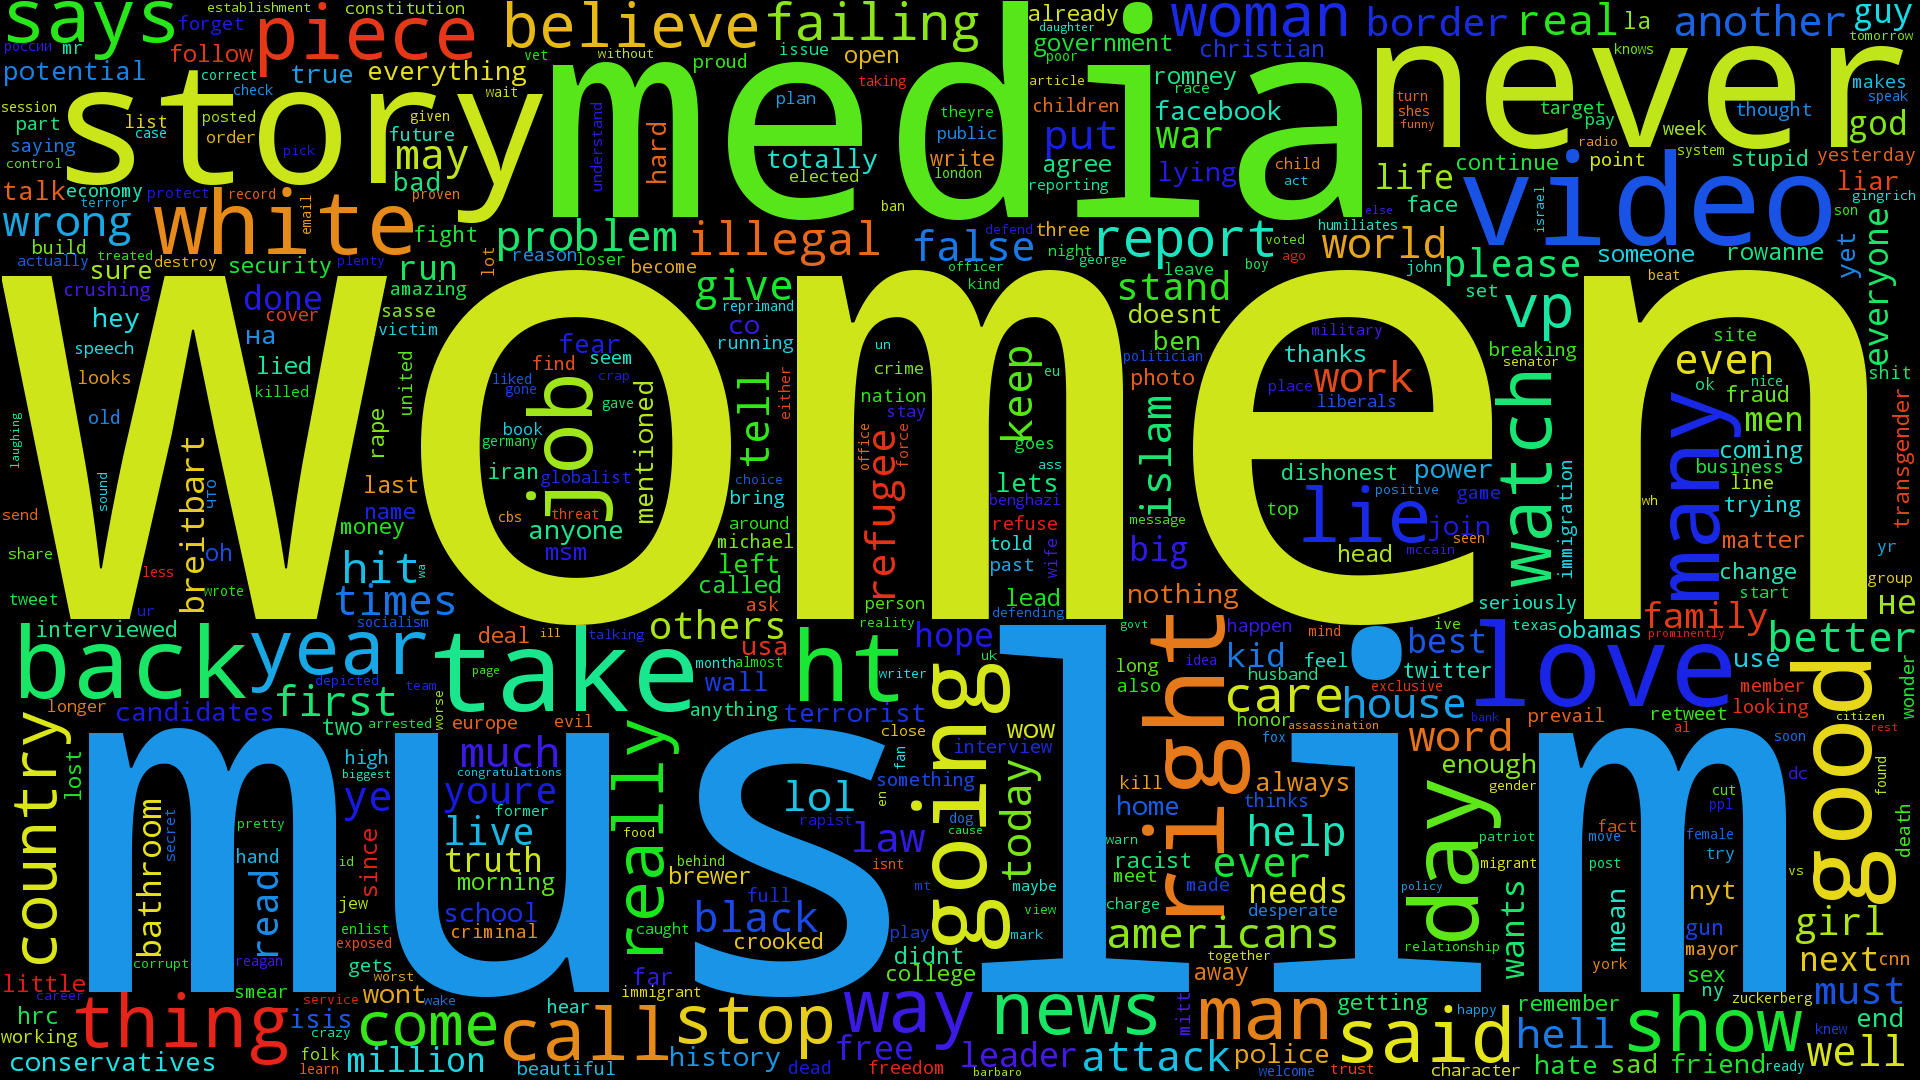 says
forget
establishment
constitution
piece
believe
failing
already
daughter
woman
border
real
la
another
guy
tomorrow
россии
mr
follow
issue
open
government
poor
christian
knows
potential
correct
true
everything
vet
without
proud
taking
article
romney
race
makes
speak
check
story
wait
media
plan
theyre
children
facebook
never
turn
shes
funny
target
pay
thought
session
part
list
posted
given
future
understand
hard
public
put
war
radio
week
god
saying
case
order
pick
may
totally
write
london
agree
child
act
system
point
stupid
yesterday
control
bad
elected
reporting
lying
life
continue
talk
economy
terror
protect
record
proven
ban
else
face
video
israel
liar
gingrich
wrong
white
email
fight
problem
illegal
false
defend
three
report
voted
humiliates
world
son
build
treated
actually
destroy
security
plenty
run
lot
reason
loser
become
officer
night
george
ago
boy
john
please
someone
rowanne
yet
everyone
sure
crushing
done
amazing
give
kind
leave
stand
set
beat
hey
cover
sasse
reprimand
co
doesnt
vp
на
victim
fear
running
un
ben
military
site
speech
lied
seem
find
crime
politician
thanks
breaking
senator
even
looks
killed
united
liked
gone
crap
gave
job
tell
either
nation
keep
eu
photo
place
work
liberals
watch
ok
nice
fraud
shit
women
old
rape
book
germany
mentioned
stay
goes
islam
many
men
laughing
breitbart
iran
globalist
office
force
refugee
ass
dishonest
power
coming
business
transgender
sound
что
last
name
cbs
threat
choice
bring
lets
benghazi
top
lie
positive
game
immigration
wh
line
trying
send
money
anyone
around
michael
refuse
message
join
seen
share
oh
msm
told
wife
big
head
mccain
matter
yr
hit
wa
left
past
less
called
change
group
tweet
wrote
ur
times
ask
person
lead
nothing
seriously
start
не
socialism
others
reality
defending
govt
ive
family
interviewed
deal
ill
talking
usa
hope
happen
mind
best
texas
obamas
prominently
better
back
year
take
page
month
almost
ht
writer
uk
long
idea
kid
feel
twitter
love
use
depicted
team
wall
also
husband
exclusive
member
wonder
longer
candidates
first
worse
anything
terrorist
care
house
bank
looking
good
citizen
country
two
arrested
europe
evil
close
going
wow
right
honor
assassination
prevail
retweet
al
rest
lost
high
much
really
fan
interview
fox
word
soon
biggest
congratulations
something
kill
always
enough
dc
found
muslim
ye
youre
former
lol
en
today
home
thinks
gender
cut
ppl
bathroom
secret
pretty
live
food
rapist
law
dog
cause
warn
help
day
patriot
move
fact
female
death
read
hand
id
since
truth
behind
isnt
racist
ever
migrant
post
try
vs
morning
brewer
mt
maybe
meet
made
needs
policy
nyt
jew
school
full
view
charge
desperate
wants
mean
enlist
criminal
black
play
mark
americans
gun
girl
exposed
caught
crooked
didnt
together
relationship
mayor
corrupt
reagan
gets
worst
far
college
away
york
sex
next
cnn
little
career
smear
service
wont
wake
immigrant
ny
zuckerberg
must
hrc
thing
isis
come
hear
stop
way
news
mitt
man
getting
happy
remember
knew
end
working
crazy
call
said
hell
show
conservatives
folk
learn
million
beautiful
history
dead
free
freedom
leader
barbaro
attack
police
welcome
trust
character
hate
sad
friend
ready
well